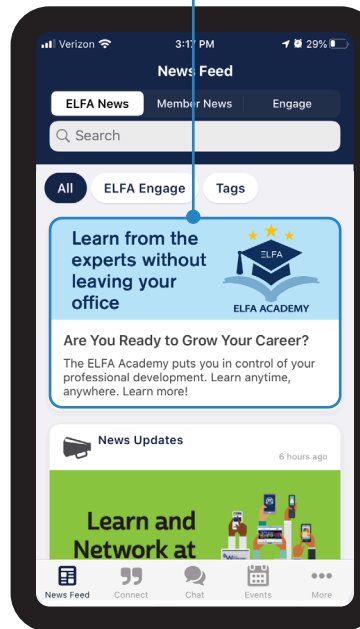 Verizon 3:17 PM 29%
News Feed
ELFA News Member News Engage
Search
All ELFA Engage Tags
Learn from the
experts without
leaving your
office
ELFA
ELFA ACADEMY
Are You Ready to Grow Your Career?
The ELFA Academy puts you in control of your
professional development. Learn anytime,
anywhere. Learn more!
News Updates
6 hours ago
Learn and
Network at
News Feed Connect Chat Events More